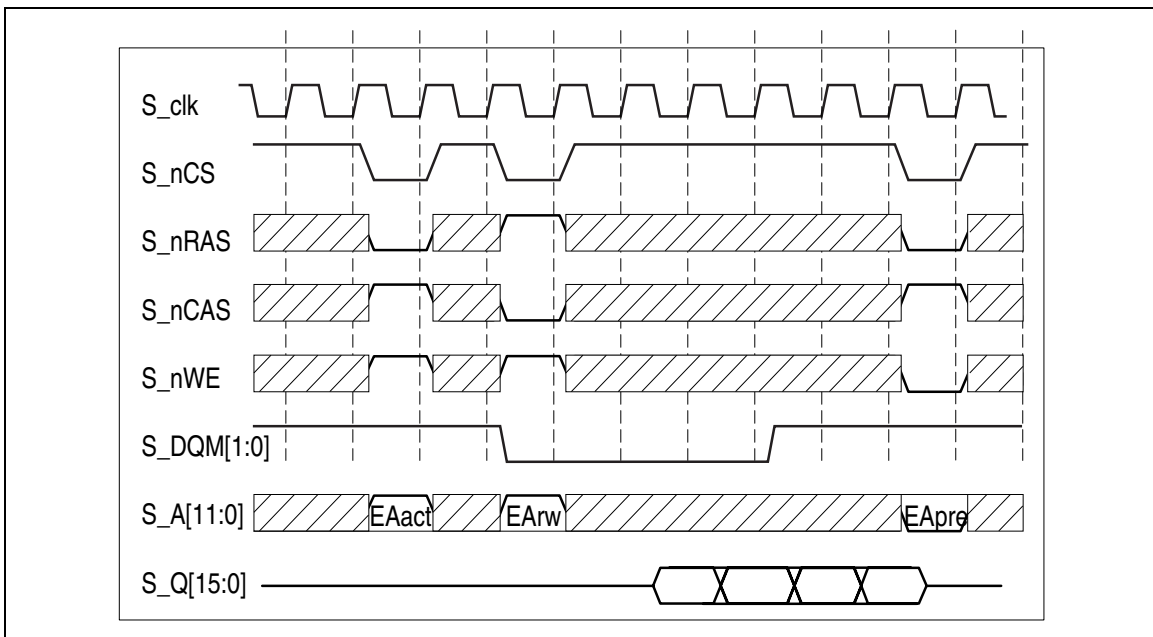 S_clk
S_nCS
S_nRAS
S_nCAS
S_nWE
S_DQM[1:0]
S_A[11:0] EAact EArw EApre
S_Q[15:0]